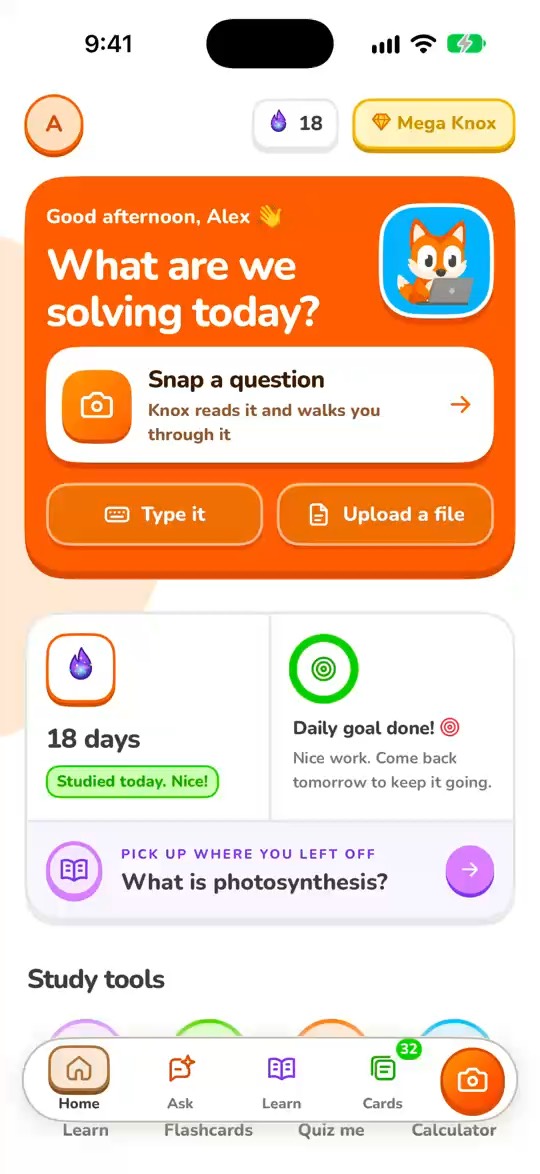 9:41
A
18
Mega Knox
Good afternoon, Alex 👋
What are we
solving today?
Snap a question
Knox reads it and walks you
through it
Type it
Upload a file
18 days
Studied today. Nice!
Daily goal done! 🎯
Nice work. Come back
tomorrow to keep it going.
PICK UP WHERE YOU LEFT OFF
What is photosynthesis?
Study tools
32
Home
Ask
Learn
Cards
Learn
Flashcards
Quiz me
Calculator